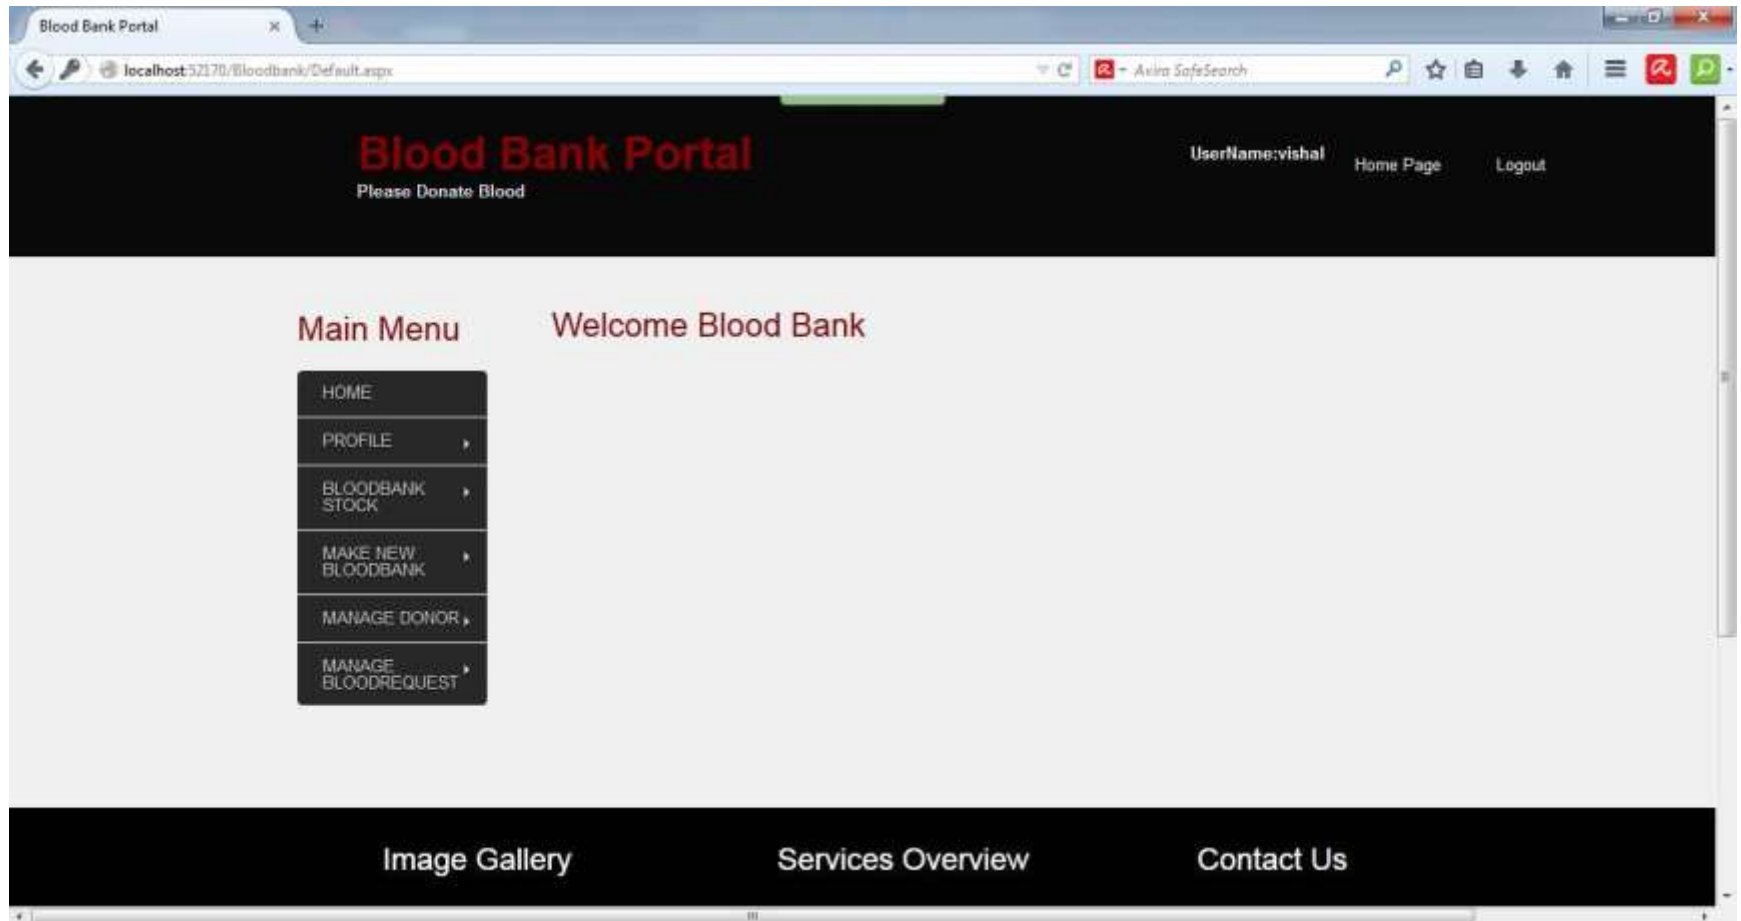 Blood Bank Portal
localhost:52170/Bloodbank/Default.aspx
Avira SafeSearch
Blood Bank Portal
Please Donate Blood
UserName:vishal
Home Page
Logout
Main Menu
Welcome Blood Bank
HOME
PROFILE
BLOODBANK
STOCK
MAKE NEW
BLOODBANK
MANAGE DONOR
MANAGE
BLOODREQUEST
Image Gallery
Services Overview
Contact Us